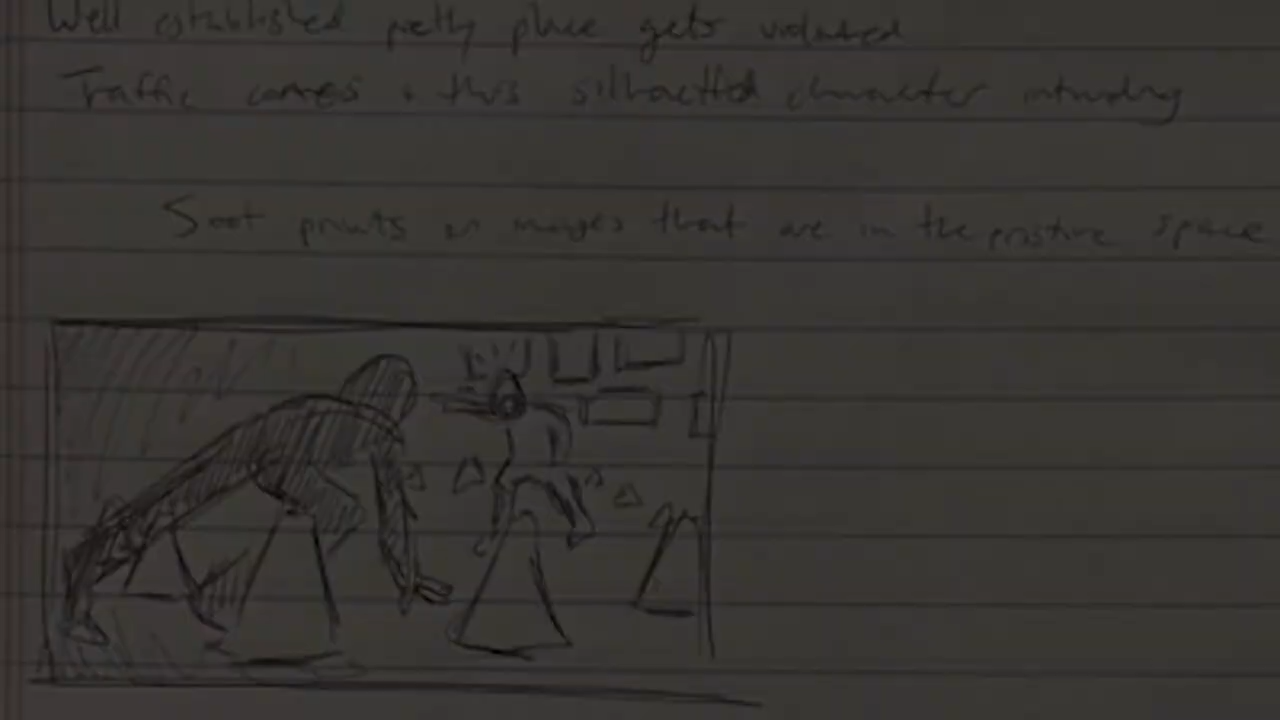 Well established pretty place gets violated
Traffic comes + this silhouetted character intruding
Soot prints on images that are in the pristine space